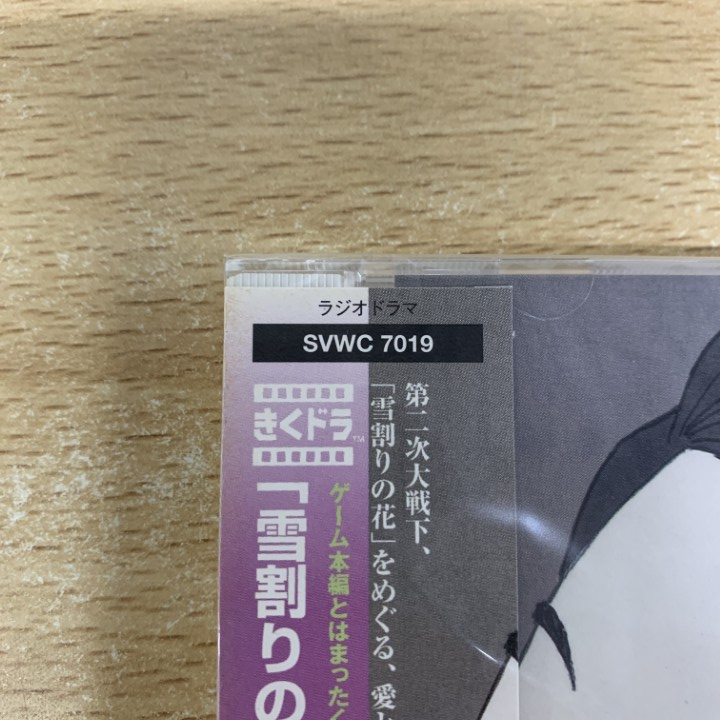 ラジオドラマ
SVWC 7019
第二次大戦下、
「雪割りの花」をめぐる、愛
きくドラ™
ゲーム本編とはまったく
「雪割りの